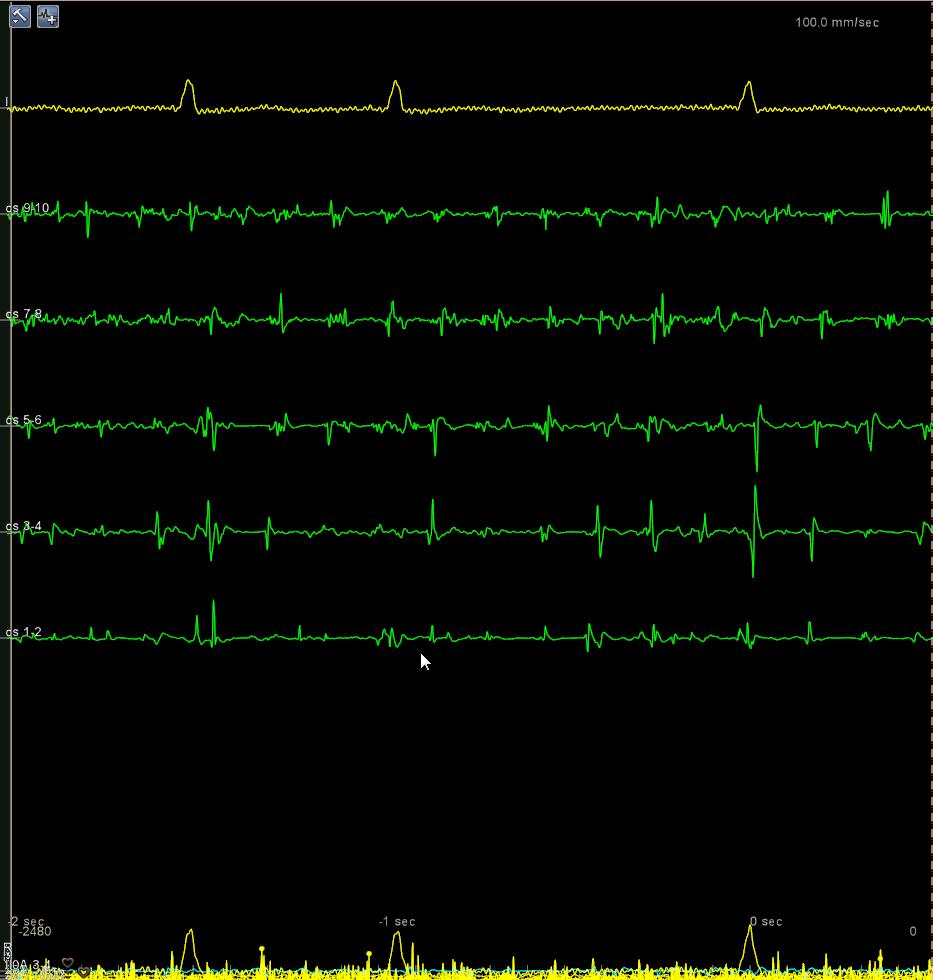 100.0 mm/sec
I
cs 9-10
cs 7-8
cs 5-6
cs 3-4
cs 1-2
-2 sec
-1 sec
0 sec
-2480
0